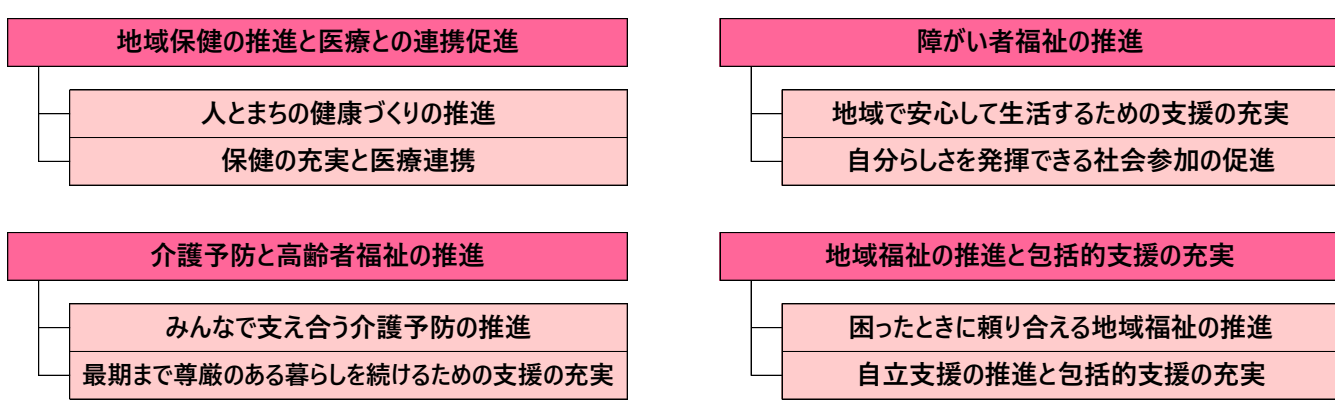 地域保健の推進と医療との連携促進
人とまちの健康づくりの推進
保健の充実と医療連携
障がい者福祉の推進
地域で安心して生活するための支援の充実
自分らしさを発揮できる社会参加の促進
介護予防と高齢者福祉の推進
みんなで支え合う介護予防の推進
最期まで尊厳のある暮らしを続けるための支援の充実
地域福祉の推進と包括的支援の充実
困ったときに頼り合える地域福祉の推進
自立支援の推進と包括的支援の充実